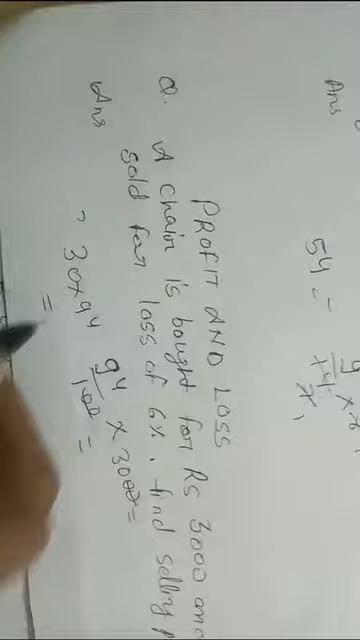 Ans
54 =
PROFIT AND LOSS
Q. A chair is bought for Rs 3000 and
sold for loss of 6%. find selling
Ans 94/100 × 3000 =
= 30×94 =
=